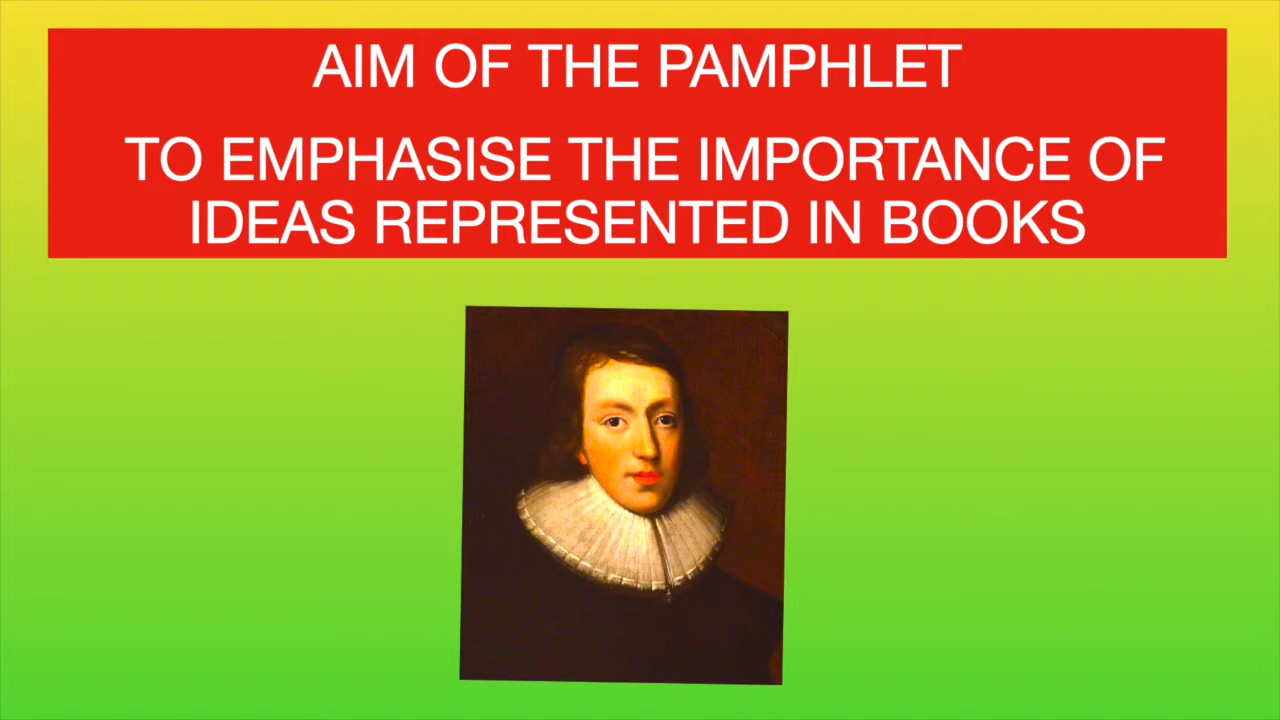 AIM OF THE PAMPHLET
TO EMPHASISE THE IMPORTANCE OF
IDEAS REPRESENTED IN BOOKS